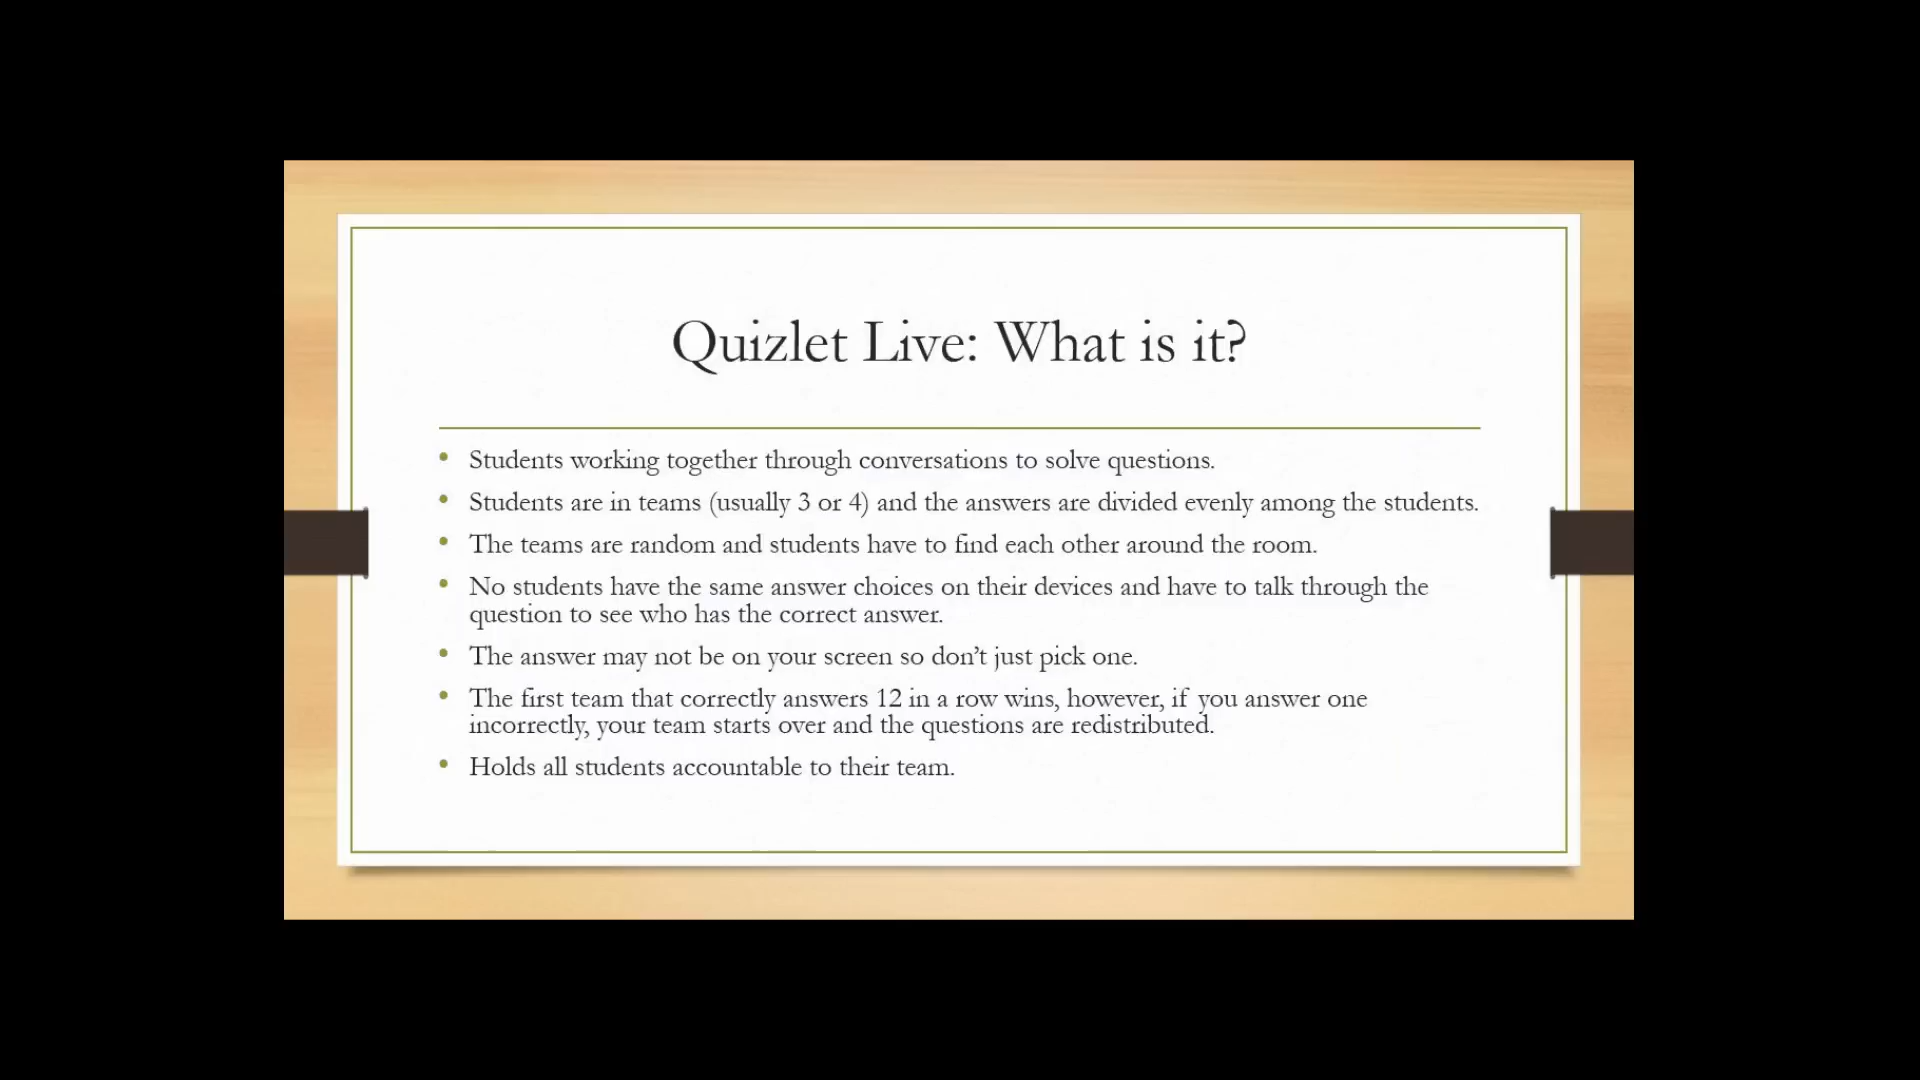 Quizlet Live: What is it?
• Students working together through conversations to solve questions.
• Students are in teams (usually 3 or 4) and the answers are divided evenly among the students.
• The teams are random and students have to find each other around the room.
• No students have the same answer choices on their devices and have to talk through the
question to see who has the correct answer.
• The answer may not be on your screen so don’t just pick one.
• The first team that correctly answers 12 in a row wins, however, if you answer one
incorrectly, your team starts over and the questions are redistributed.
• Holds all students accountable to their team.